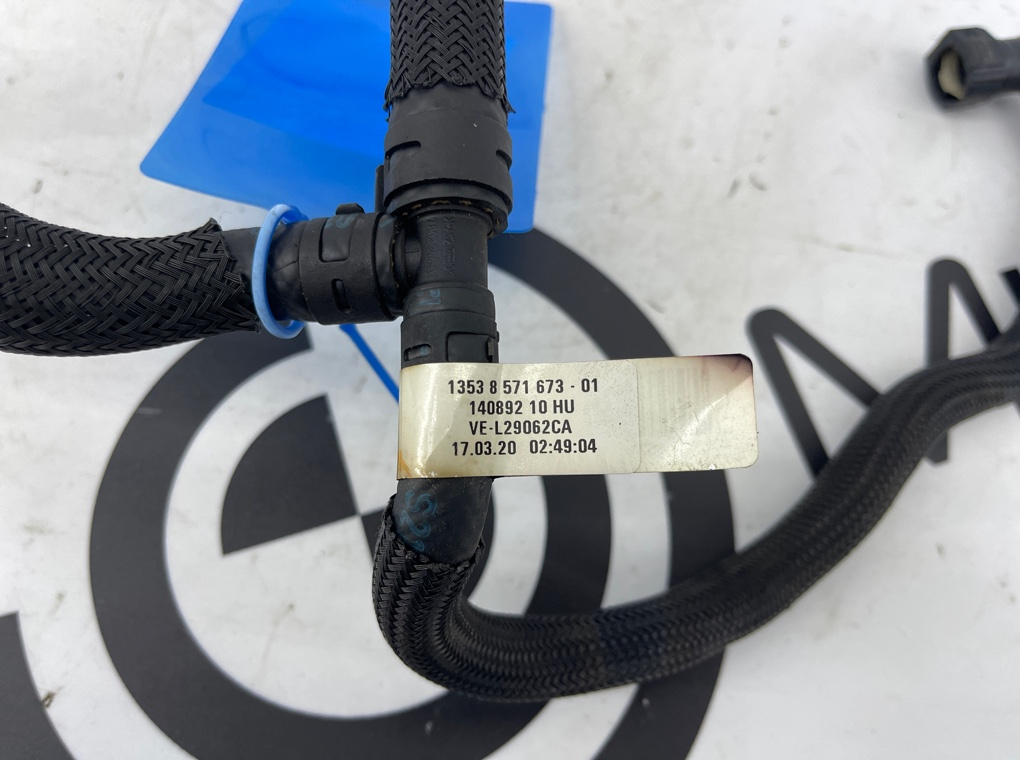 1353 8 571 673 - 01
140892 10 HU
VE-L29062CA
17.03.20 02:49:04